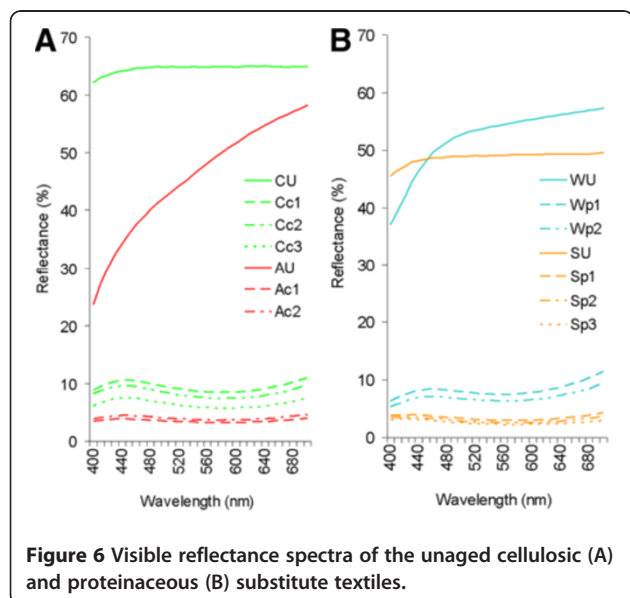 A
70
60
50
40
30
20
10
0
Reflectance (%)
CU
Cc1
Cc2
Cc3
AU
Ac1
Ac2
400
440
480
520
560
600
640
680
Wavelength (nm)
B
70
60
50
40
30
20
10
0
Reflectance (%)
WU
Wp1
Wp2
SU
Sp1
Sp2
Sp3
400
440
480
520
560
600
640
680
Wavelength (nm)
Figure 6 Visible reflectance spectra of the unaged cellulosic (A)
and proteinaceous (B) substitute textiles.